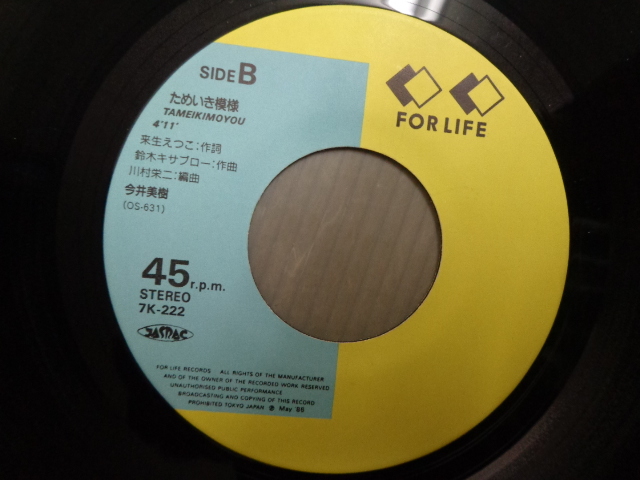 SIDE B
ためいき模様
TAMEIKIMOYOU
4'11"
来生えつこ:作詞
鈴木キサブロー:作曲
川村栄二:編曲
今井美樹
(OS-631)
45 r.p.m.
STEREO
7K-222
JASRAC
FOR LIFE
FOR LIFE RECORDS ALL RIGHTS OF THE MANUFACTURER
AND OF THE OWNER OF THE RECORDED WORK RESERVED
UNAUTHORISED PUBLIC PERFORMANCE
BROADCASTING AND COPYING OF THIS RECORD
PROHIBITED TOKYO JAPAN ℗ May '86